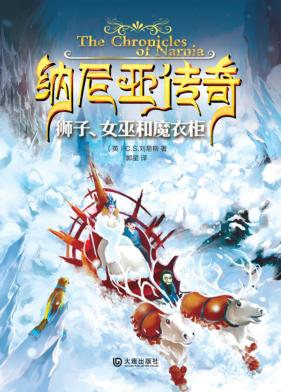 The Chronicles
of Narnia
纳尼亚传奇
狮子、女巫和魔衣柜
（英）C.S.刘易斯 著
郭星 译
大连出版社